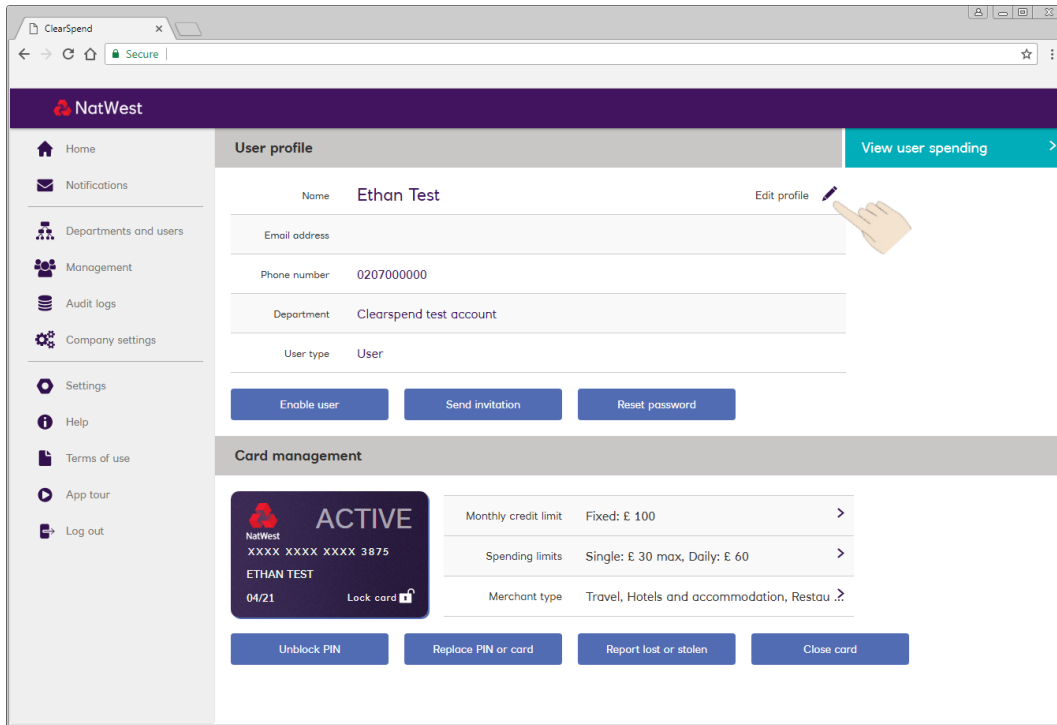 ClearSpend
Secure
NatWest
Home
Notifications
Departments and users
Management
Audit logs
Company settings
Settings
Help
Terms of use
App tour
Log out
User profile
View user spending
Name Ethan Test Edit profile
Email address
Phone number 0207000000
Department Clearspend test account
User type User
Enable user Send invitation Reset password
Card management
ACTIVE
NatWest
XXXX XXXX XXXX 3875
ETHAN TEST
04/21 Lock card
Monthly credit limit Fixed: £ 100
Spending limits Single: £ 30 max, Daily: £ 60
Merchant type Travel, Hotels and accommodation, Restau ...
Unblock PIN Replace PIN or card Report lost or stolen Close card